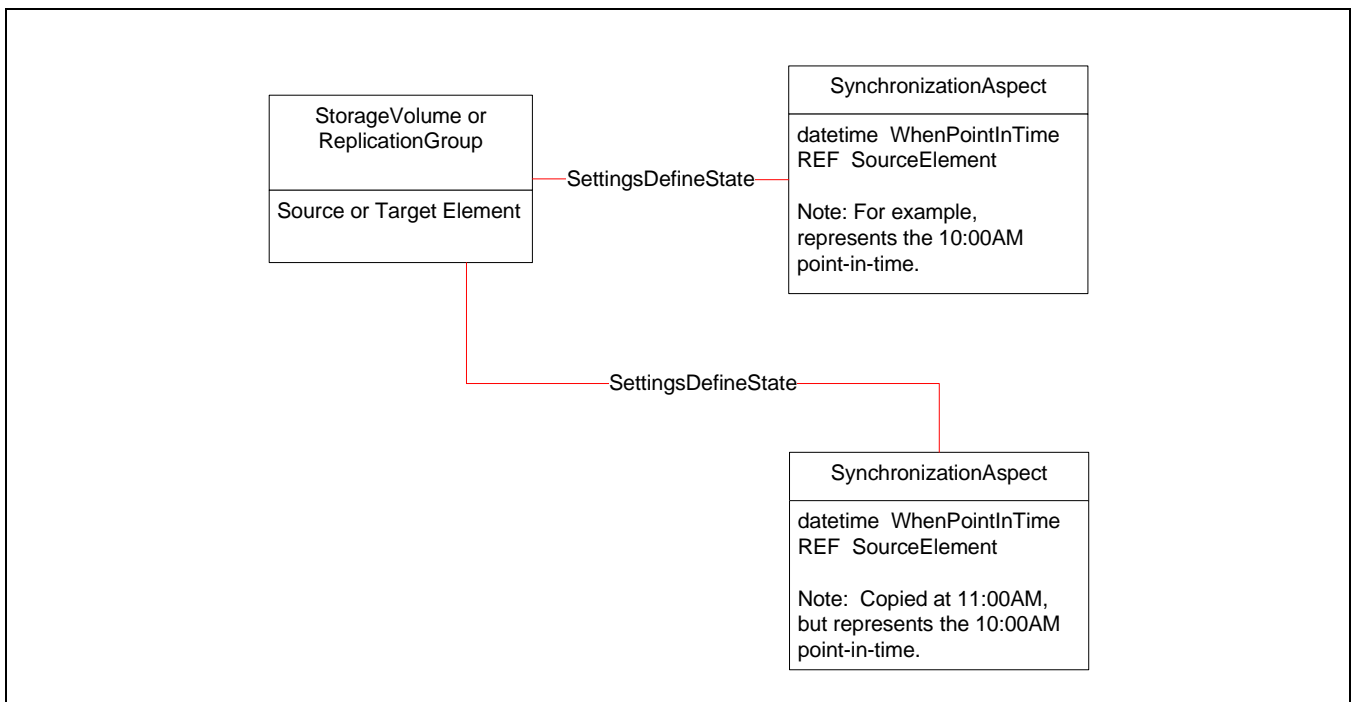 StorageVolume or
ReplicationGroup
Source or Target Element
SettingsDefineState
SynchronizationAspect
datetime  WhenPointInTime
REF  SourceElement
Note: For example,
represents the 10:00AM
point-in-time.
SettingsDefineState
SynchronizationAspect
datetime  WhenPointInTime
REF  SourceElement
Note:  Copied at 11:00AM,
but represents the 10:00AM
point-in-time.